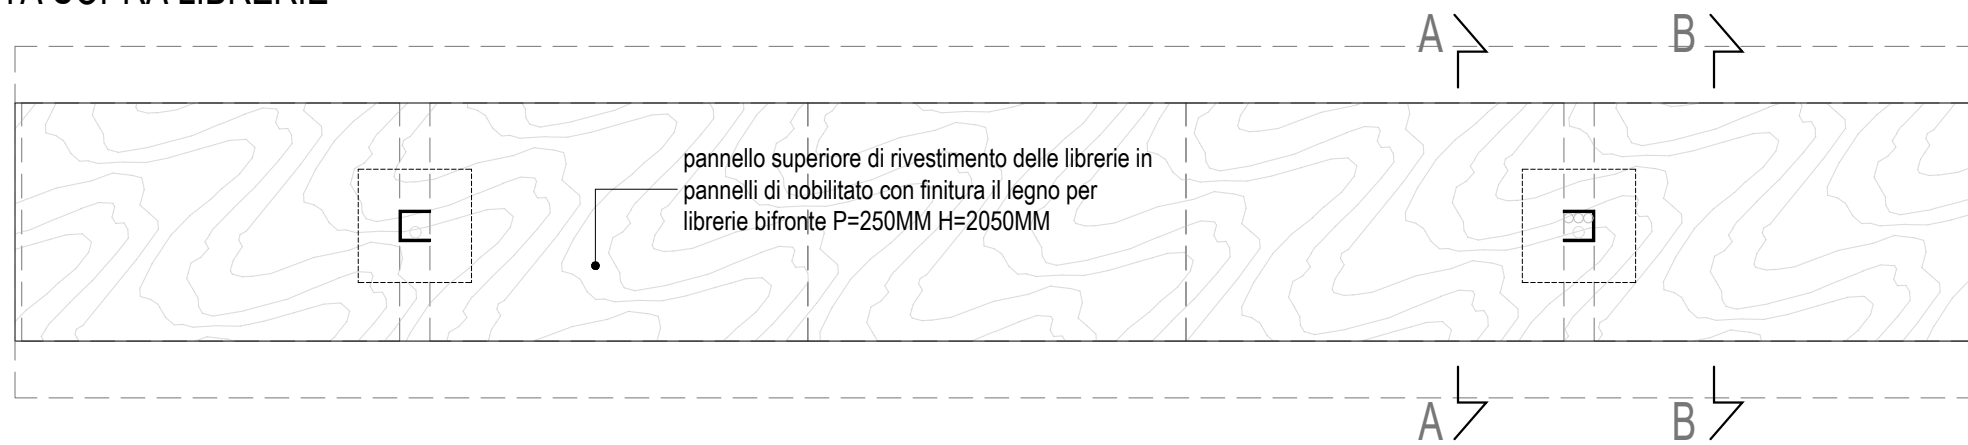 A B
pannello superiore di rivestimento delle librerie in
pannelli di nobilitato con finitura il legno per
librerie bifronte P=250MM H=2050MM
A B